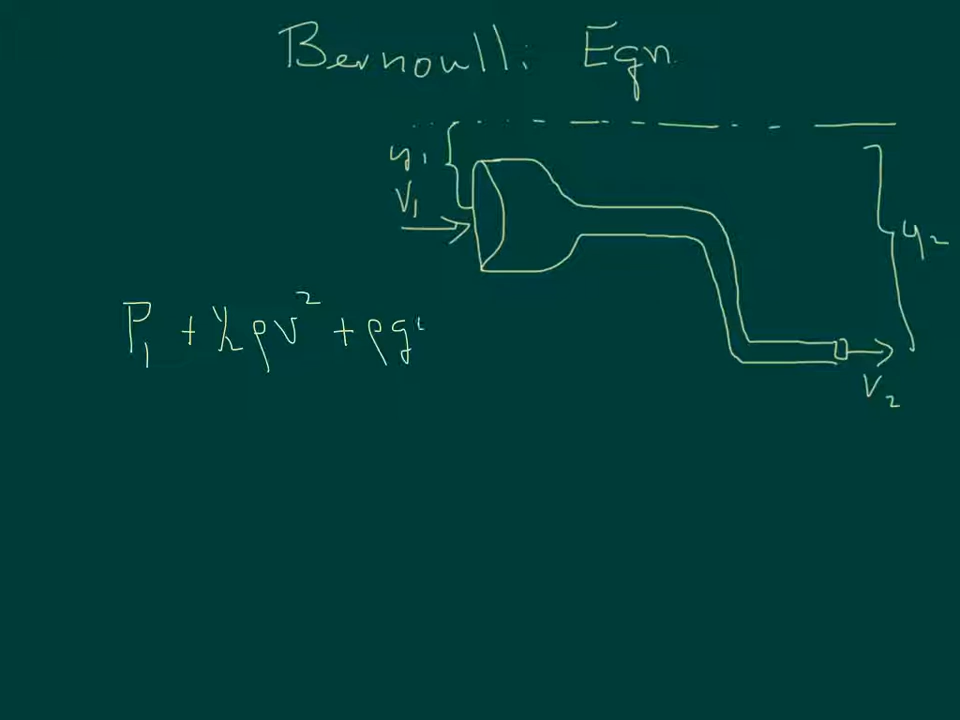 Bernoulli Eqn.
y₁
V₁
y₂
P₁ + ½ρv² + ρg
V₂